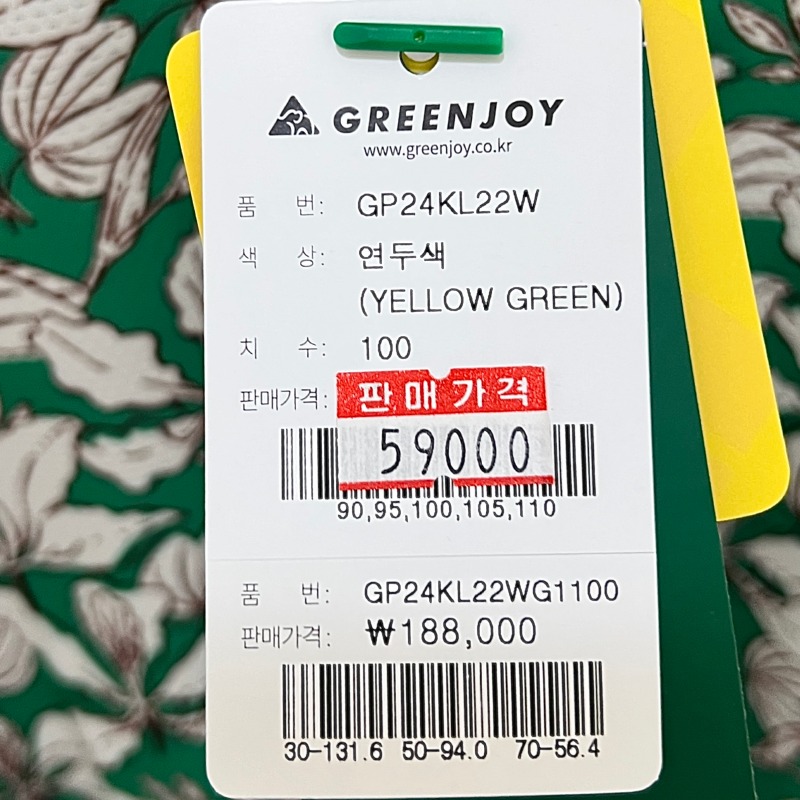 GREENJOY
www.greenjoy.co.kr
품 번: GP24KL22W
색 상: 연두색
(YELLOW GREEN)
치 수: 100
판매가격: 판매가격
59000
90,95,100,105,110
품 번: GP24KL22WG1100
판매가격: ₩188,000
30-131.6 50-94.0 70-56.4